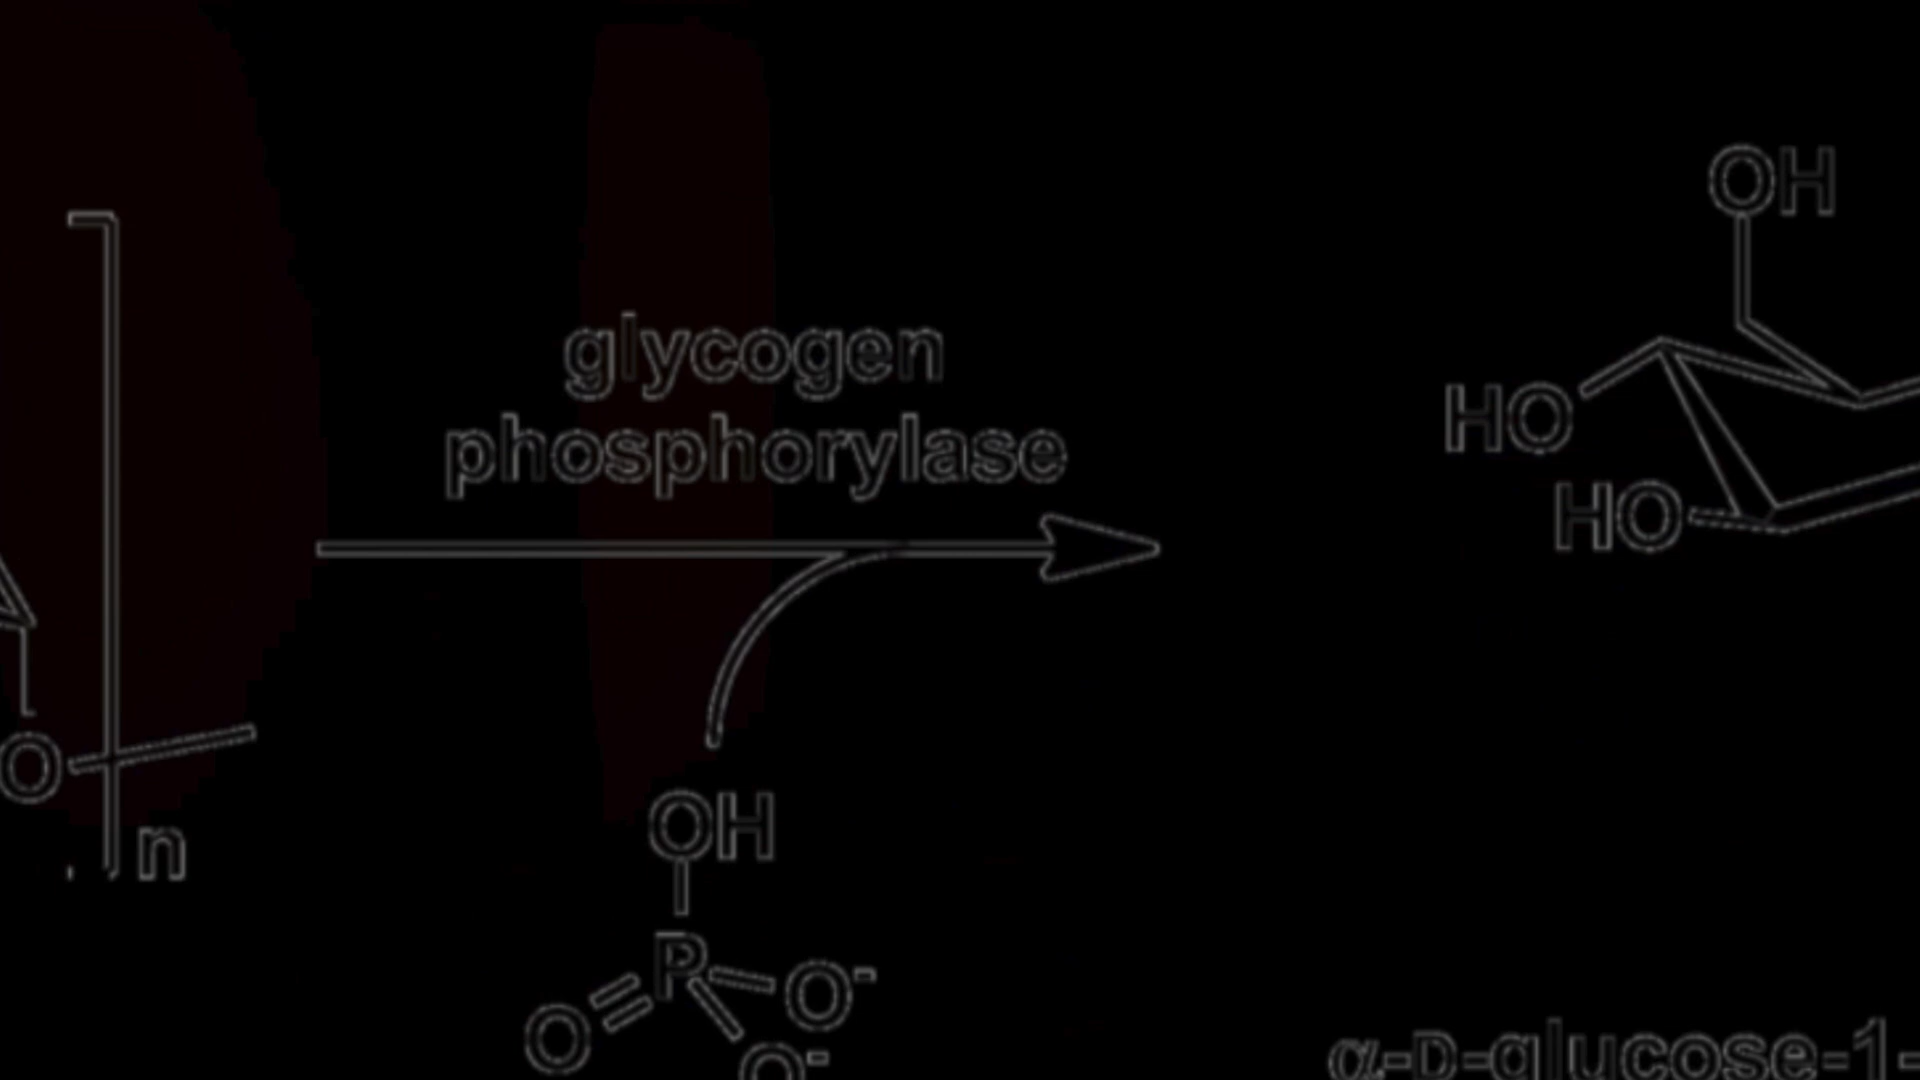 OH
glycogen
phosphorylase
HO
HO
O
n
OH
P
O O⁻
O⁻
α-D-glucose-1-